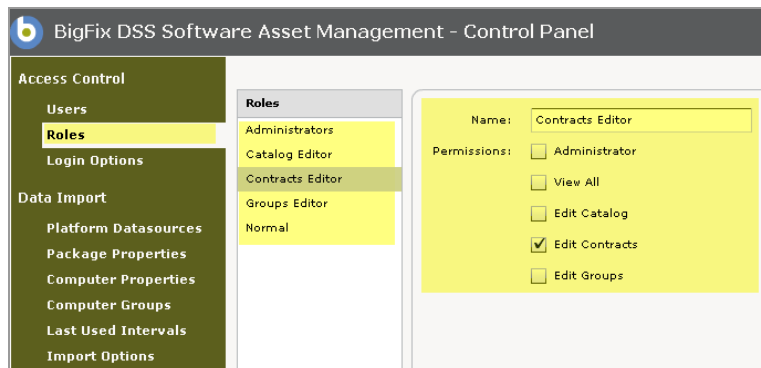 BigFix DSS Software Asset Management - Control Panel
Access Control
Users
Roles
Login Options
Data Import
Platform Datasources
Package Properties
Computer Properties
Computer Groups
Last Used Intervals
Import Options
Roles
Administrators
Catalog Editor
Contracts Editor
Groups Editor
Normal
Name: Contracts Editor
Permissions: Administrator
View All
Edit Catalog
Edit Contracts
Edit Groups